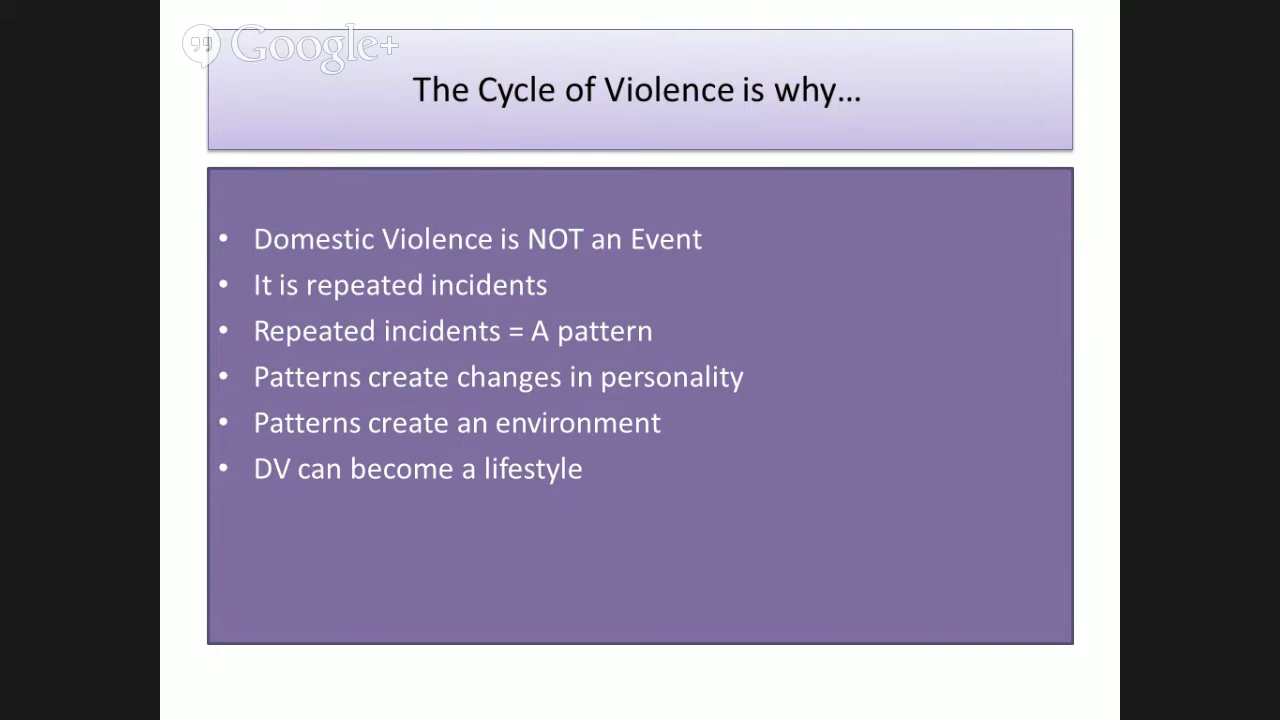 Google+
The Cycle of Violence is why...
• Domestic Violence is NOT an Event
• It is repeated incidents
• Repeated incidents = A pattern
• Patterns create changes in personality
• Patterns create an environment
• DV can become a lifestyle